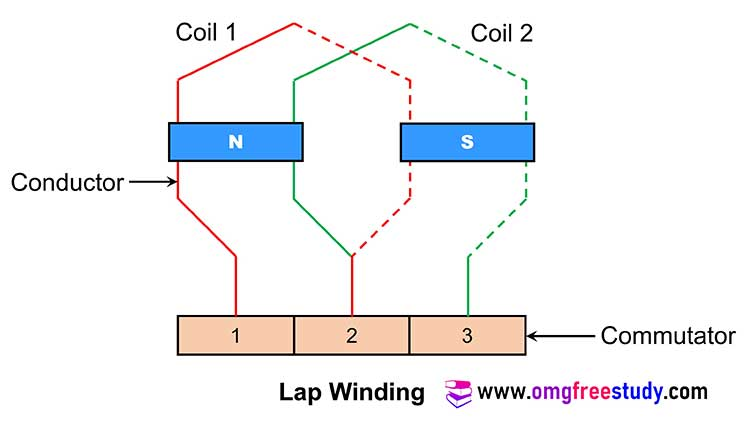 Coil 1
Coil 2
N
S
Conductor
1
2
3
Commutator
Lap Winding
www.omgfreestudy.com